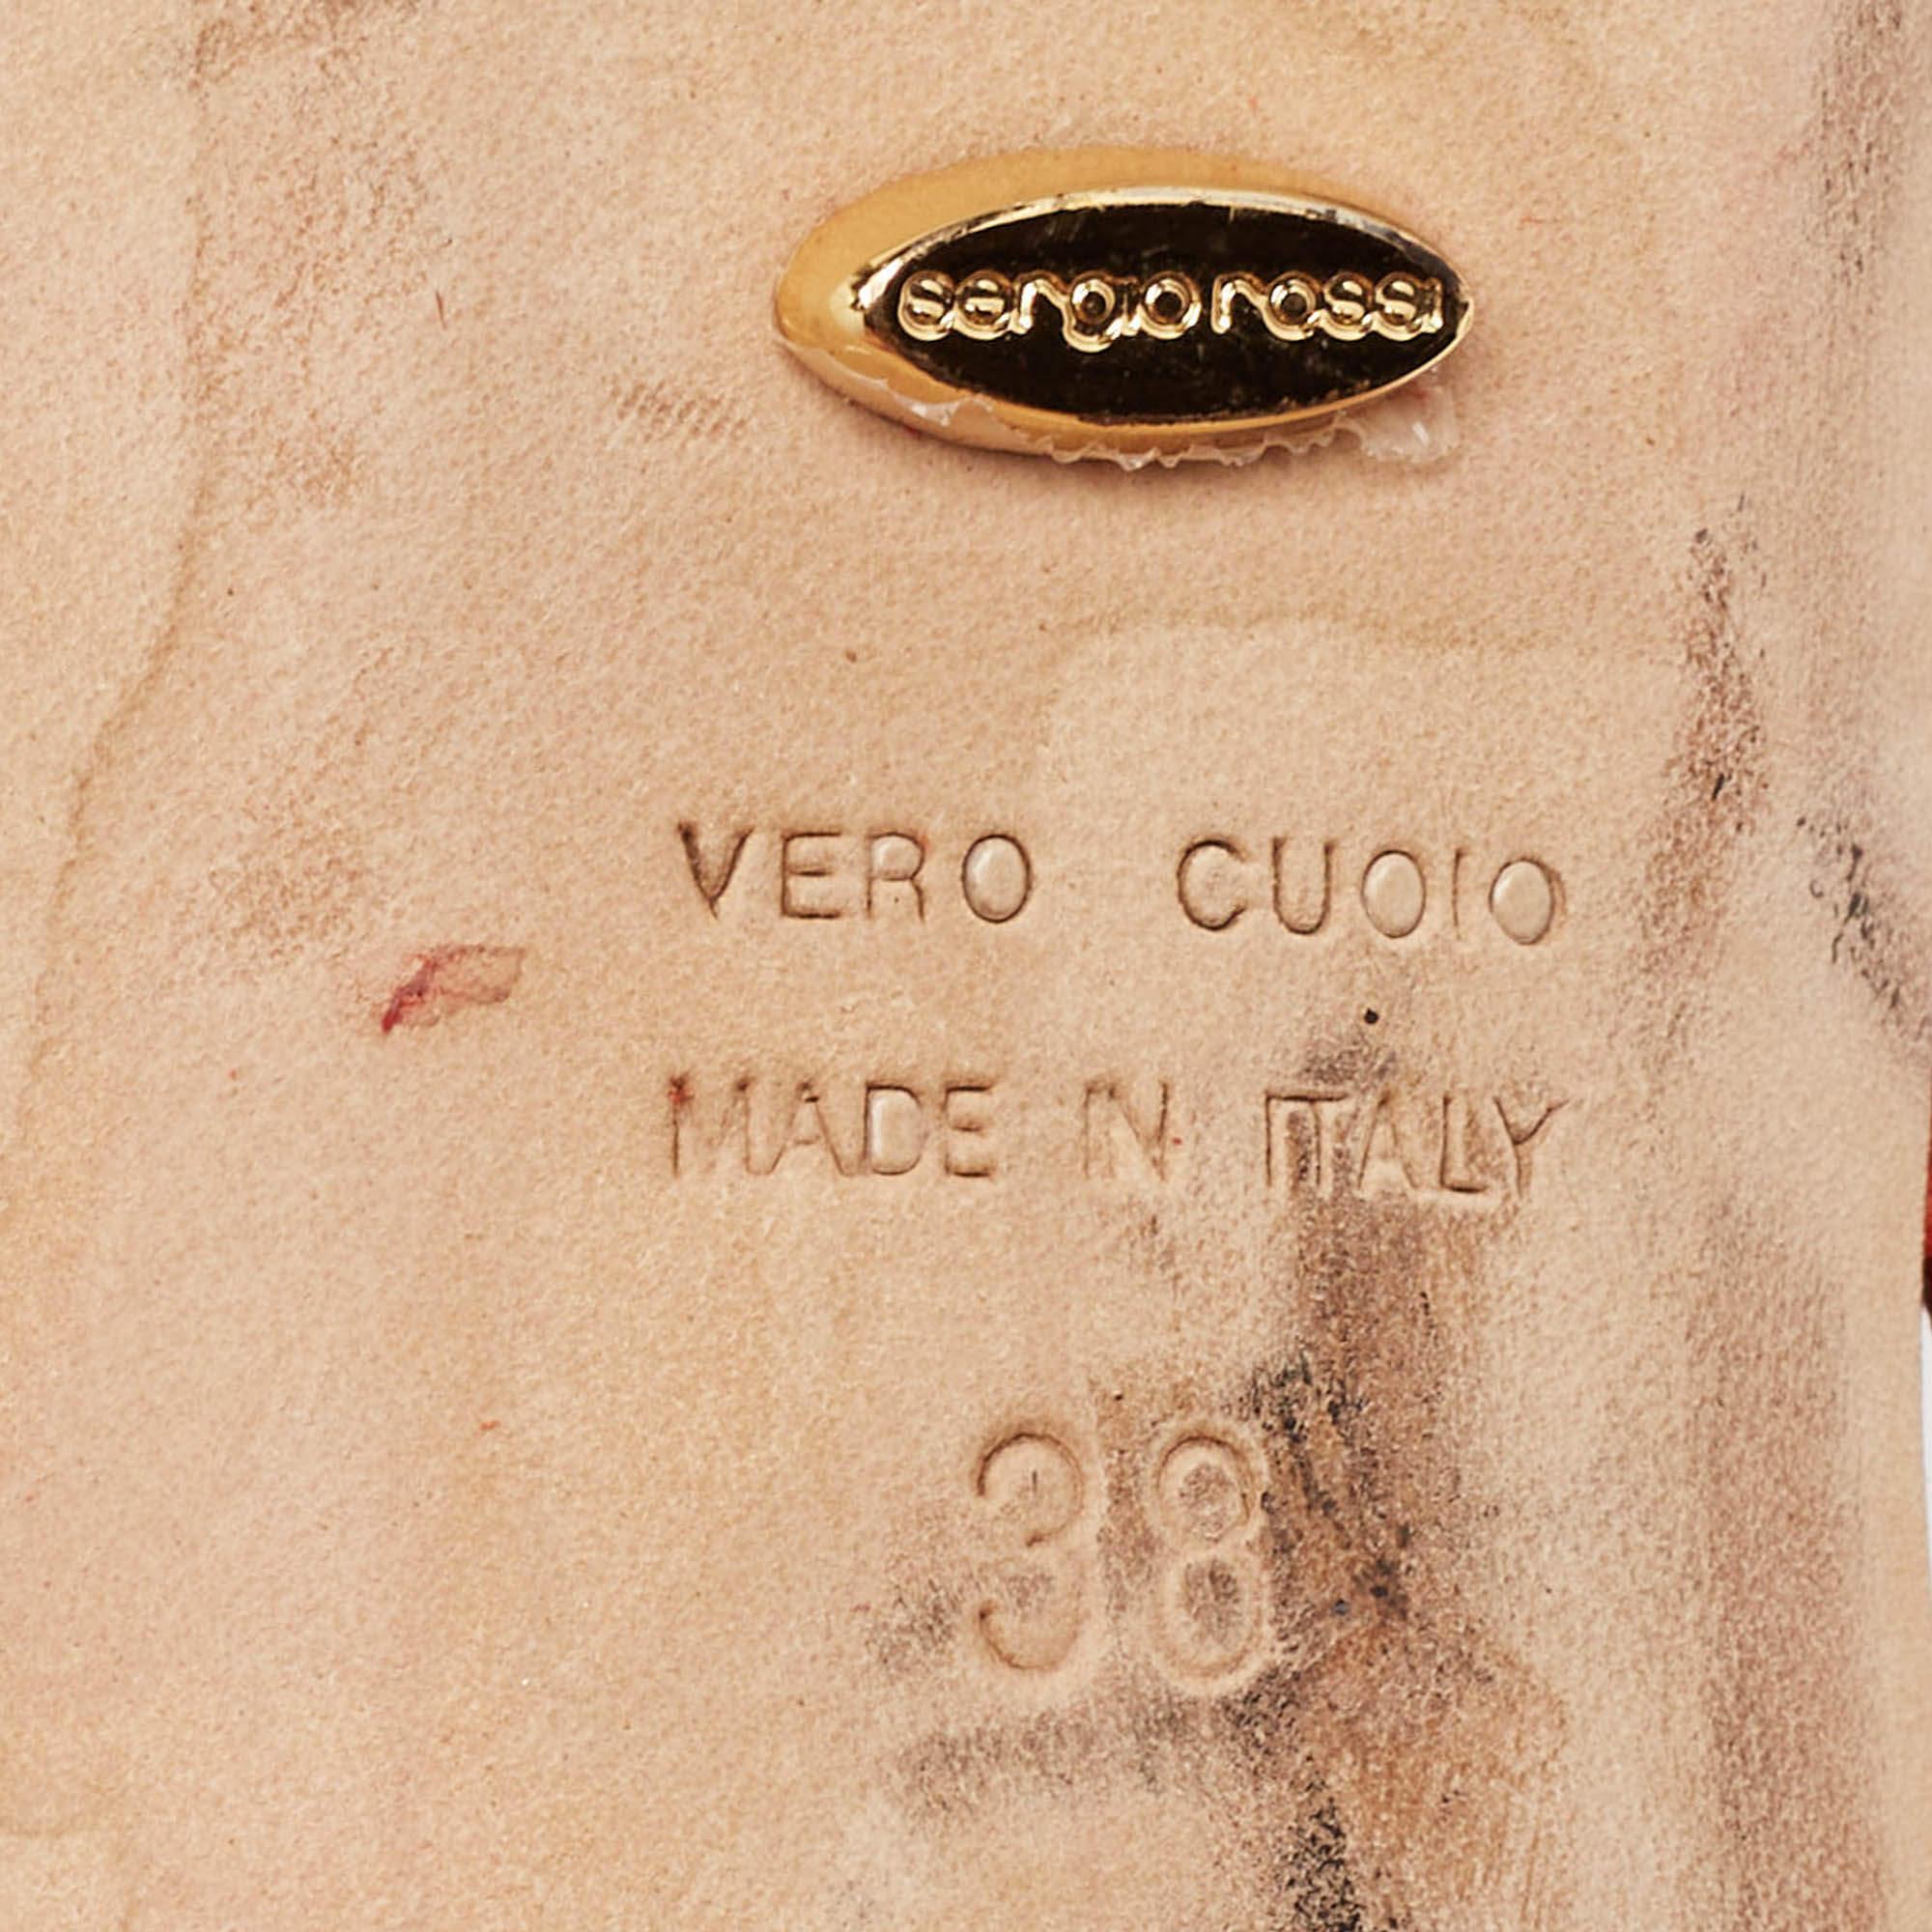 sergio rossi
VERO CUOIO
MADE IN ITALY
38